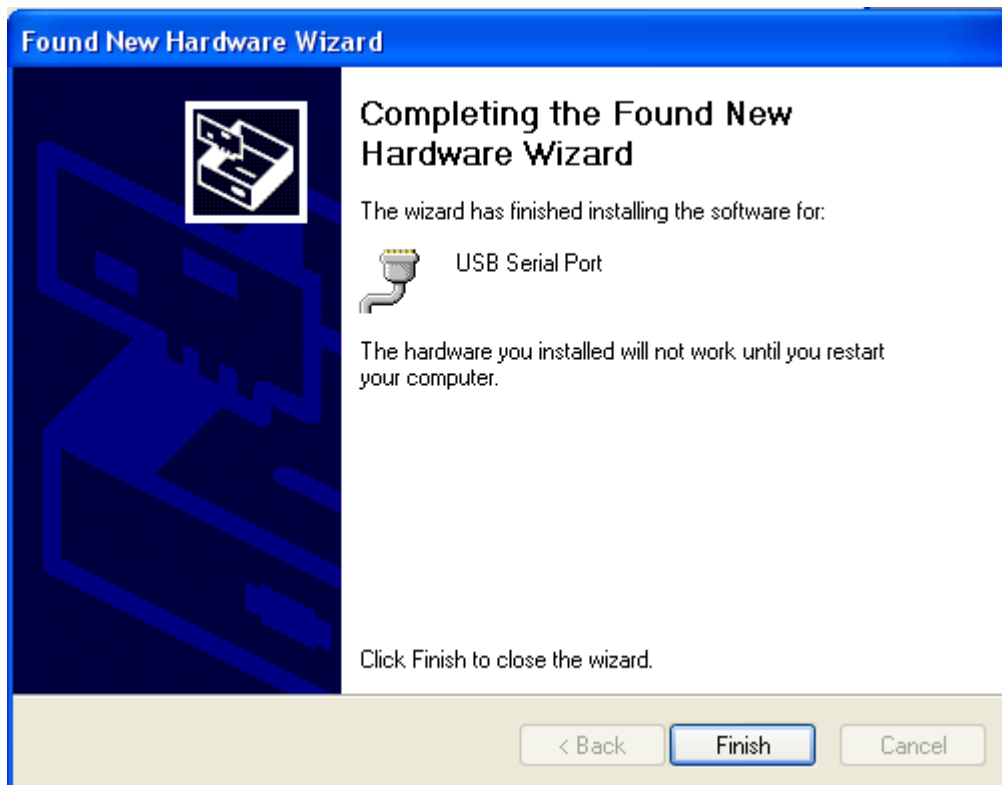 Found New Hardware Wizard
Completing the Found New
Hardware Wizard
The wizard has finished installing the software for:
USB Serial Port
The hardware you installed will not work until you restart
your computer.
Click Finish to close the wizard.
< Back
Finish
Cancel